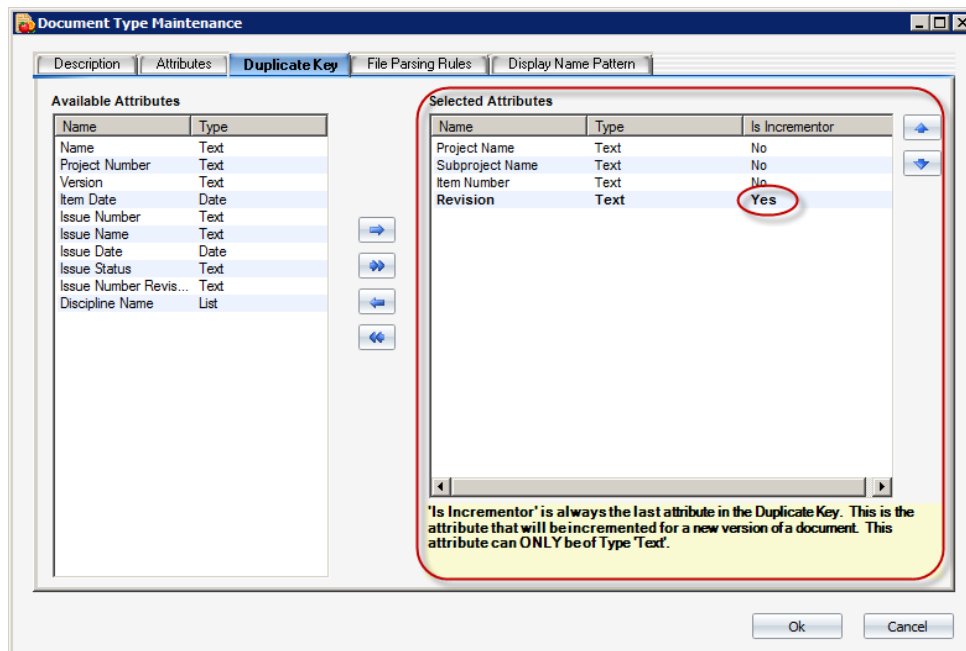 Document Type Maintenance
Description Attributes Duplicate Key File Parsing Rules Display Name Pattern
Available Attributes
Name Type
Name Text
Project Number Text
Version Text
Item Date Date
Issue Number Text
Issue Name Text
Issue Date Date
Issue Status Text
Issue Number Revis... Text
Discipline Name List
Selected Attributes
Name Type Is Incrementor
Project Name Text No
Subproject Name Text No
Item Number Text No
Revision Text Yes
'Is Incrementor' is always the last attribute in the Duplicate Key. This is the
attribute that will be incremented for a new version of a document. This
attribute can ONLY be of Type 'Text'.
Ok Cancel